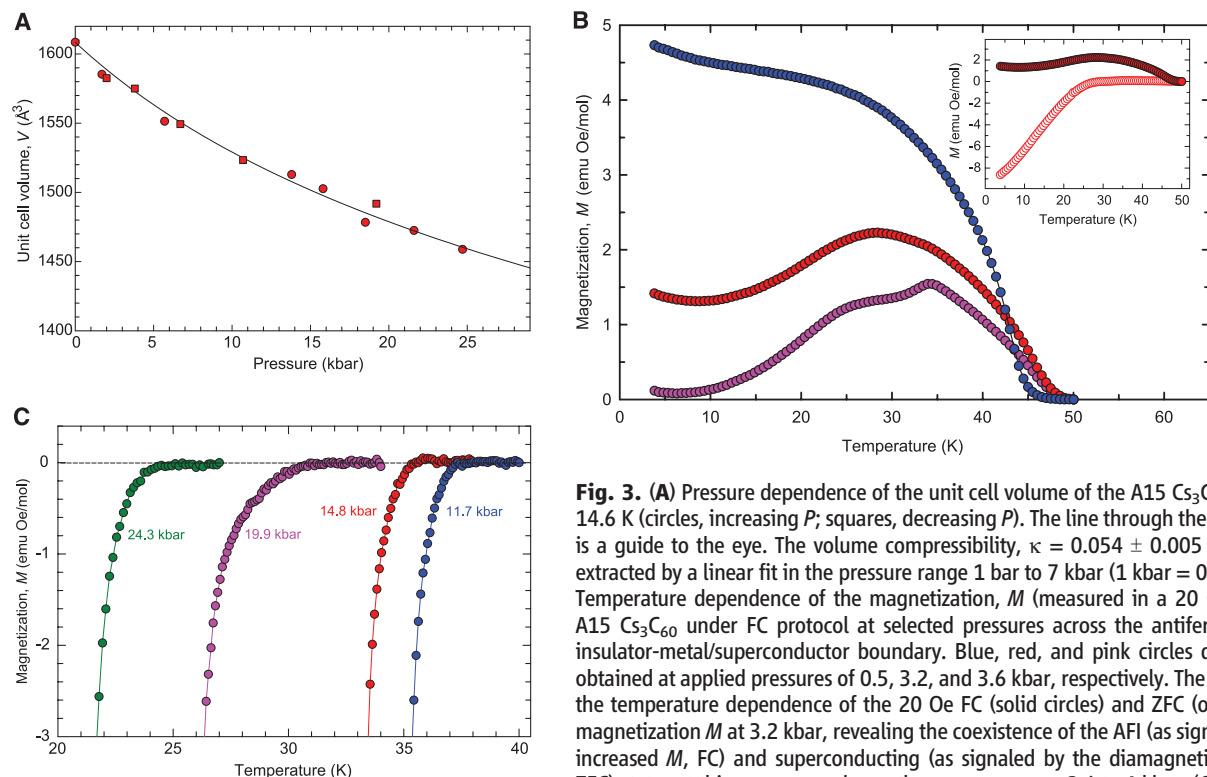 A
Unit cell volume, V (Å³)
1600
1550
1500
1450
1400
0 5 10 15 20 25
Pressure (kbar)
B
Magnetization, M (emu Oe/mol)
5
4
3
2
1
0
0 10 20 30 40 50 60
Temperature (K)
M (emu Oe/mol)
2
0
-2
-4
-6
-8
0 10 20 30 40 50
Temperature (K)
C
Magnetization, M (emu Oe/mol)
0
-1
-2
-3
24.3 kbar
19.9 kbar
14.8 kbar
11.7 kbar
20 25 30 35 40
Temperature (K)
Fig. 3. (A) Pressure dependence of the unit cell volume of the A15 Cs₃C
14.6 K (circles, increasing P; squares, decreasing P). The line through the
is a guide to the eye. The volume compressibility, κ = 0.054 ± 0.005
extracted by a linear fit in the pressure range 1 bar to 7 kbar (1 kbar = 0
Temperature dependence of the magnetization, M (measured in a 20
A15 Cs₃C₆₀ under FC protocol at selected pressures across the antifer
insulator-metal/superconductor boundary. Blue, red, and pink circles
obtained at applied pressures of 0.5, 3.2, and 3.6 kbar, respectively. The
the temperature dependence of the 20 Oe FC (solid circles) and ZFC (o
magnetization M at 3.2 kbar, revealing the coexistence of the AFI (as sign
increased M, FC) and superconducting (as signaled by the diamagneti